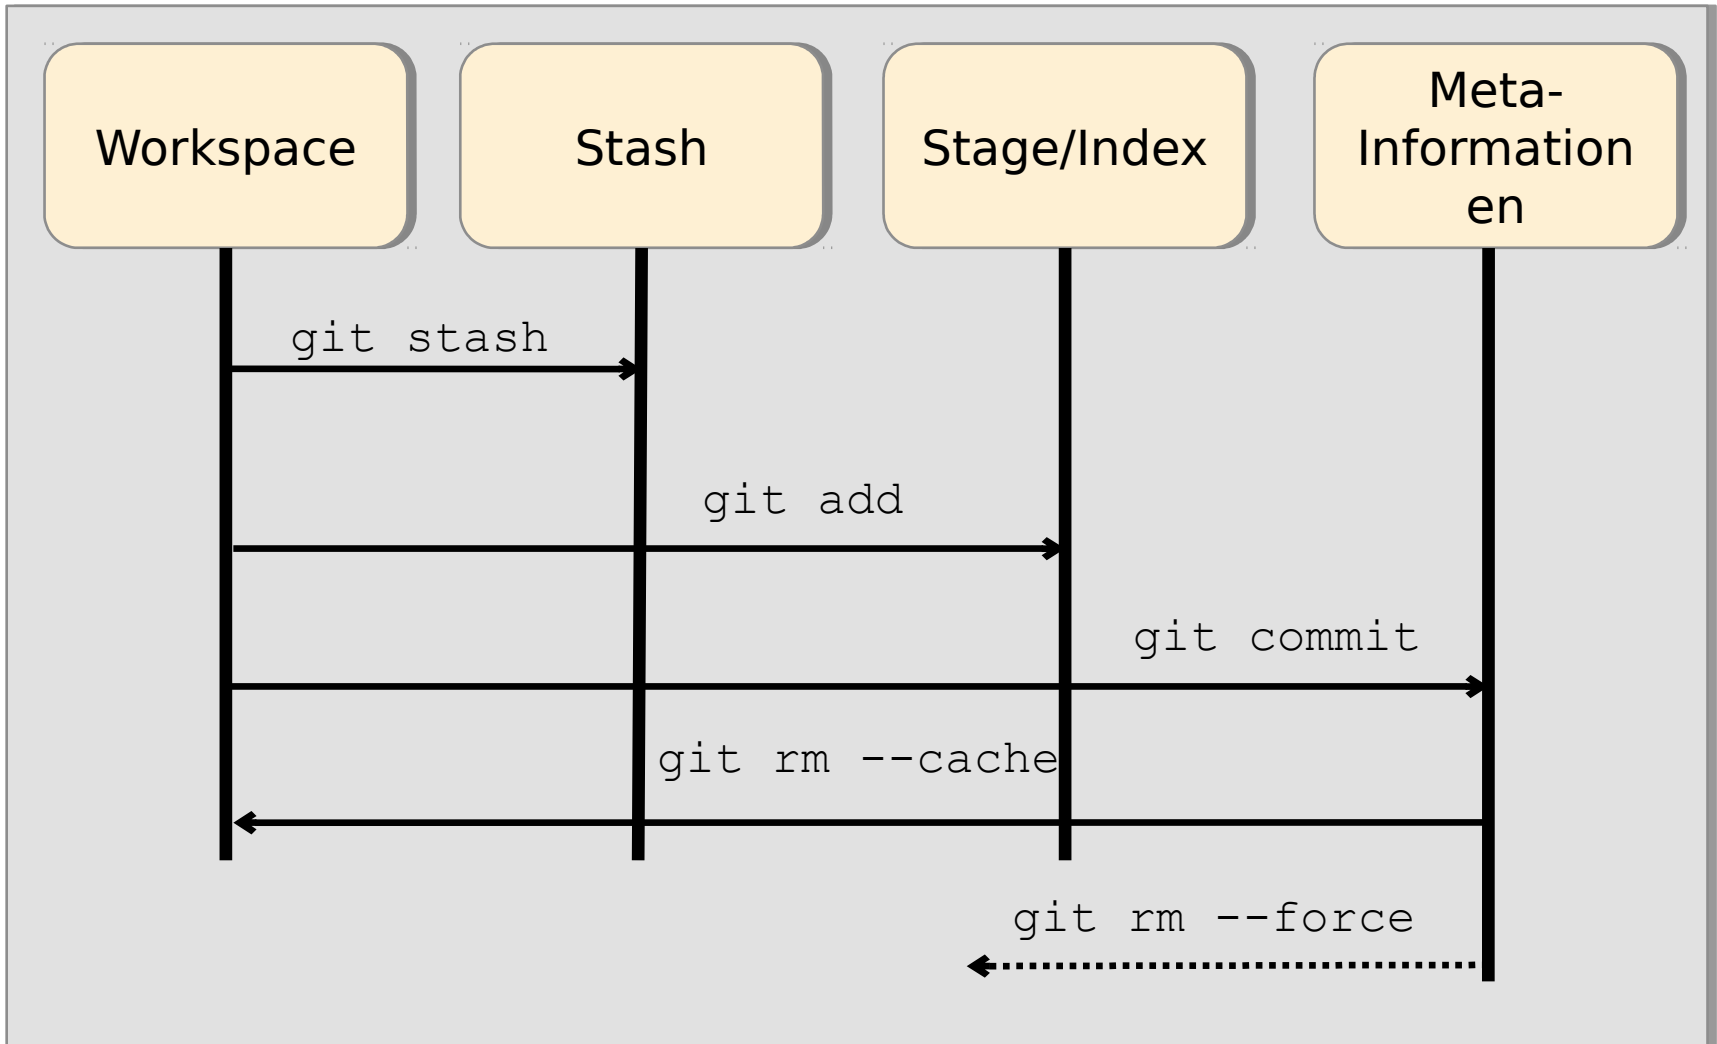 Workspace
Stash
Stage/Index
Meta-
Information
en
git stash
git add
git commit
git rm --cache
git rm --force